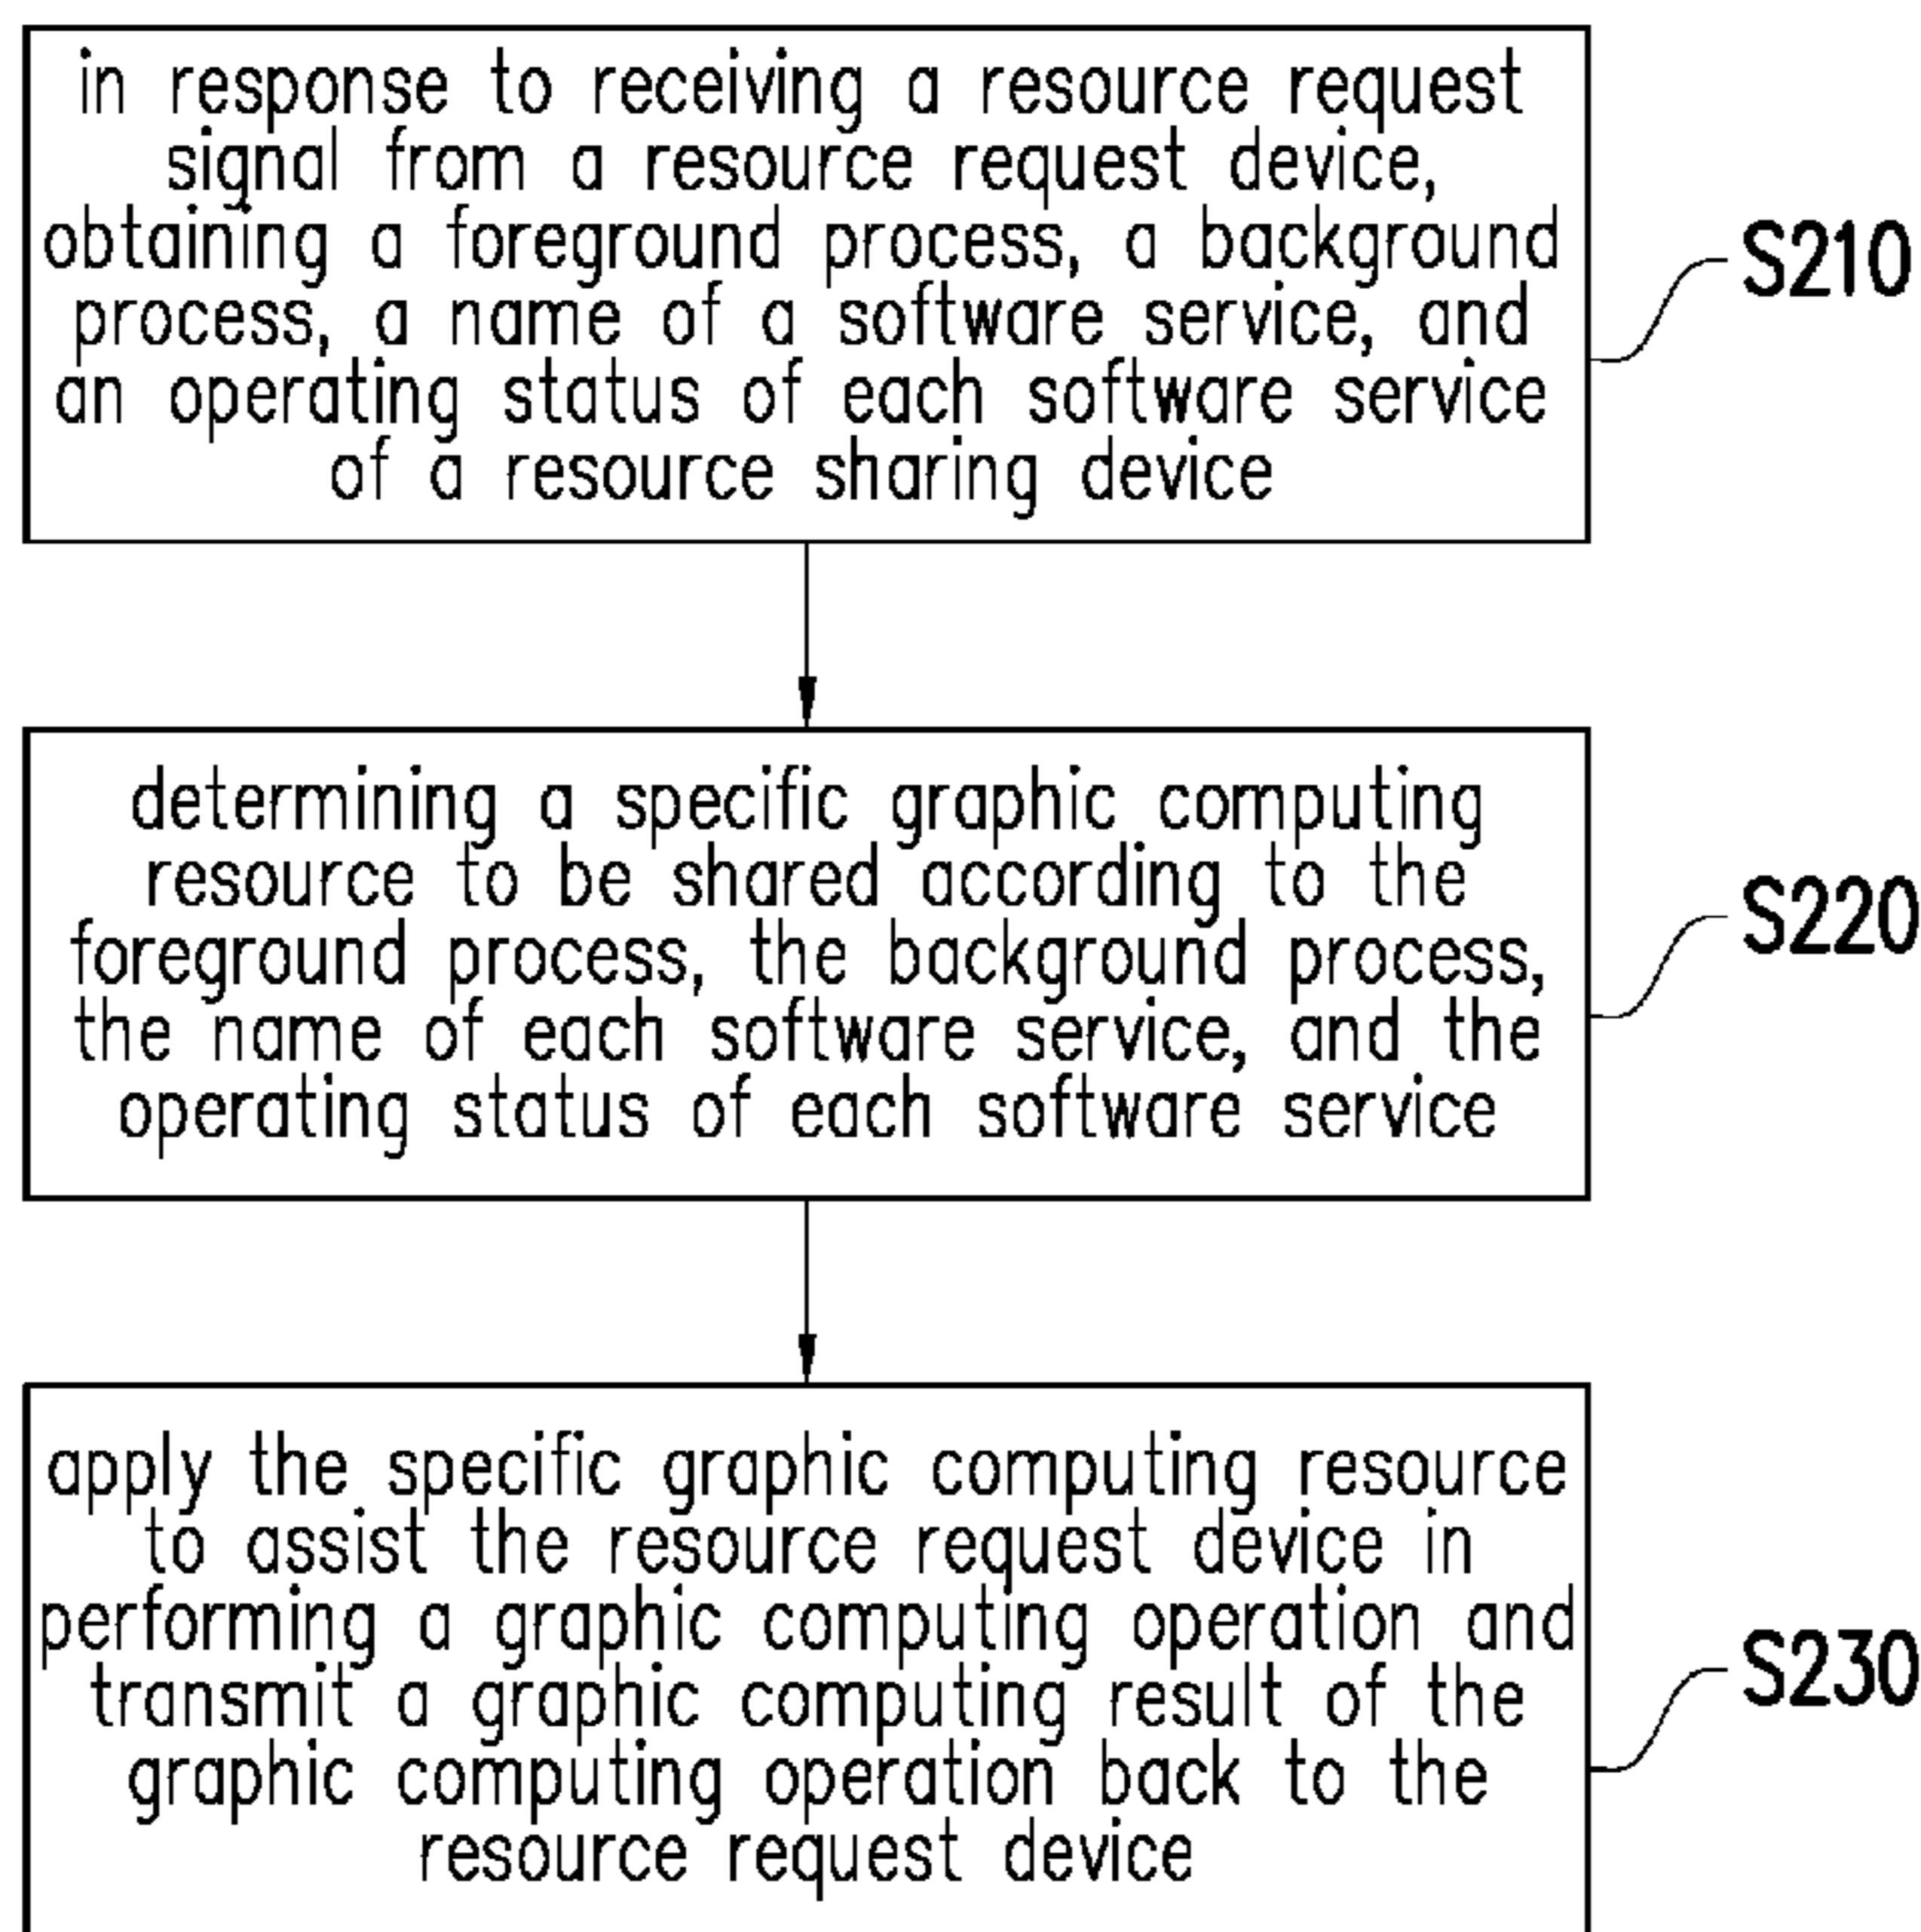 in response to receiving a resource request
signal from a resource request device,
obtaining a foreground process, a background
process, a name of a software service, and
an operating status of each software service
of a resource sharing device
S210
determining a specific graphic computing
resource to be shared according to the
foreground process, the background process,
the name of each software service, and the
operating status of each software service
S220
apply the specific graphic computing resource
to assist the resource request device in
performing a graphic computing operation and
transmit a graphic computing result of the
graphic computing operation back to the
resource request device
S230